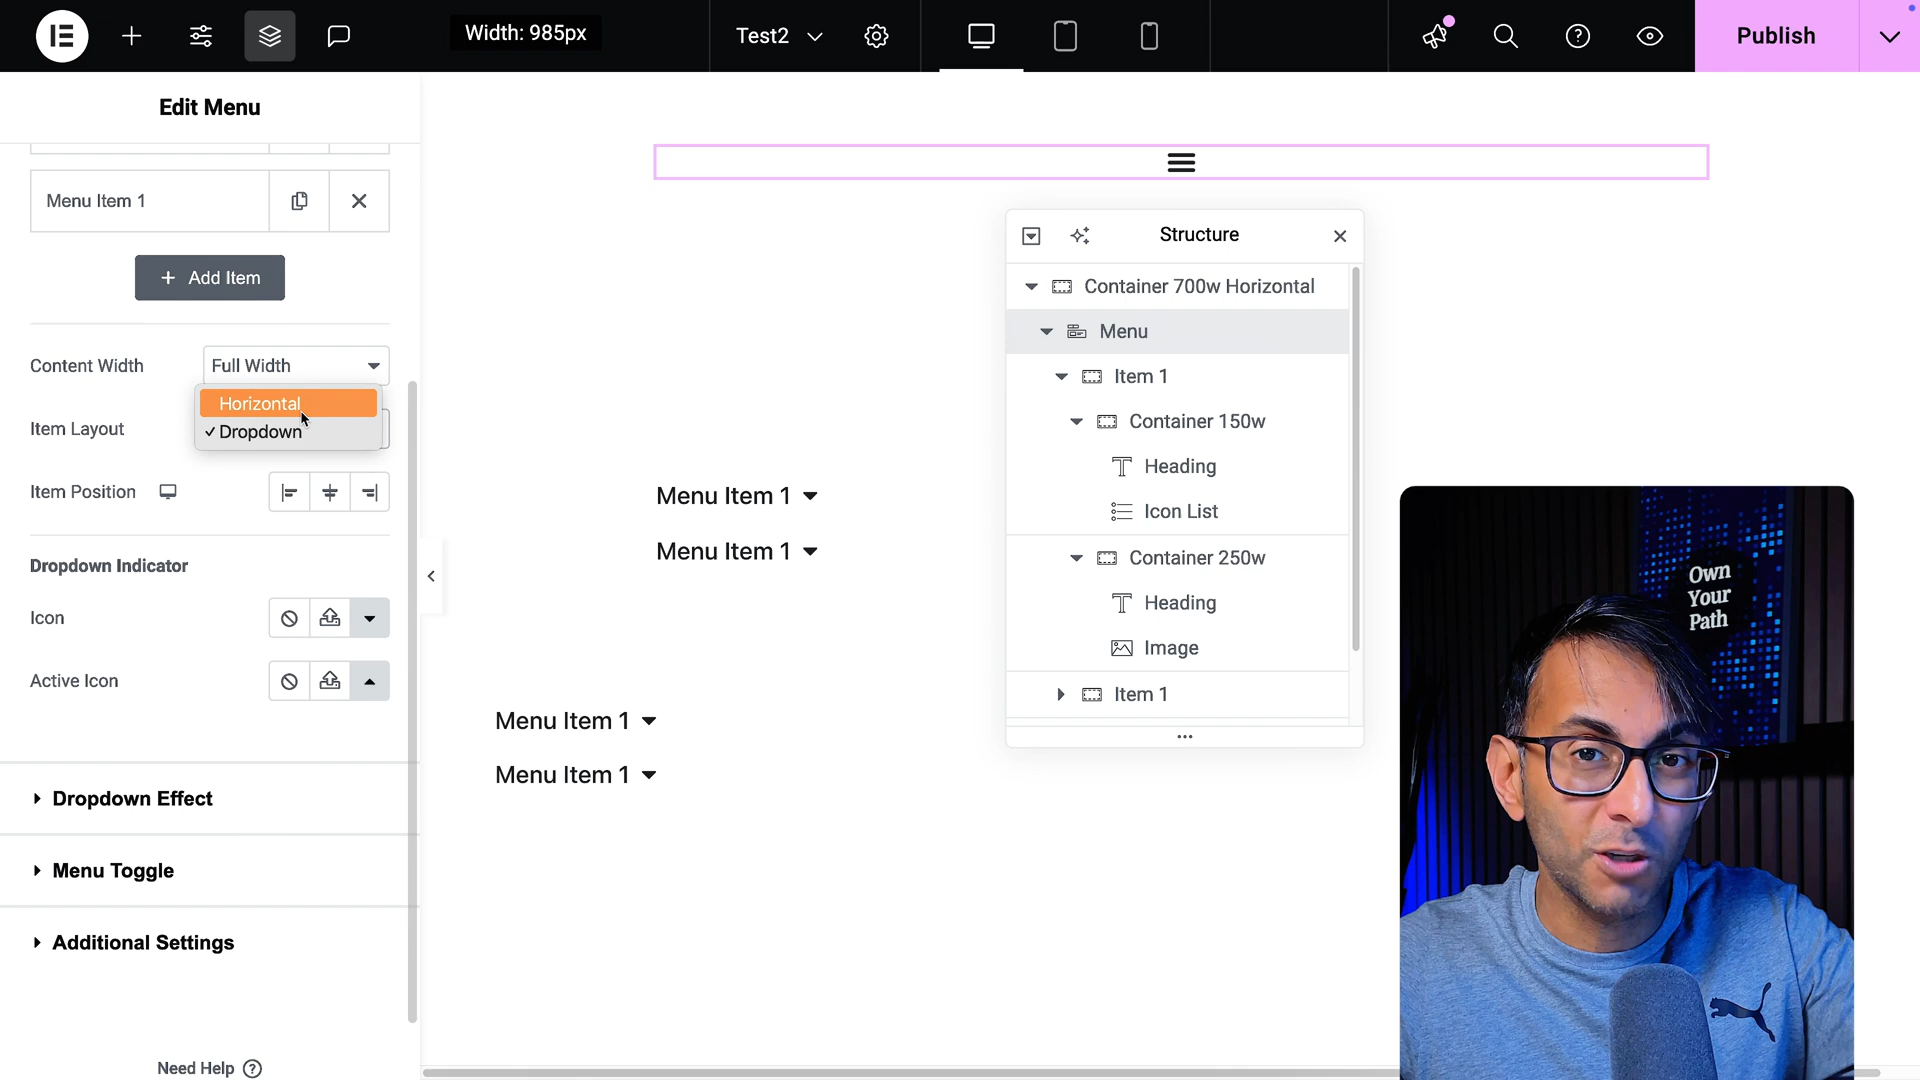 Width: 985px
Test2
Publish
Edit Menu
Menu Item 1
+ Add Item
Content Width
Full Width
Horizontal
✓ Dropdown
Item Layout
Item Position
Dropdown Indicator
Icon
Active Icon
Dropdown Effect
Menu Toggle
Additional Settings
Need Help ?
Menu Item 1
Menu Item 1
Menu Item 1
Menu Item 1
Structure
Container 700w Horizontal
Menu
Item 1
Container 150w
Heading
Icon List
Container 250w
Heading
Image
Item 1
...
Own
Your
Path